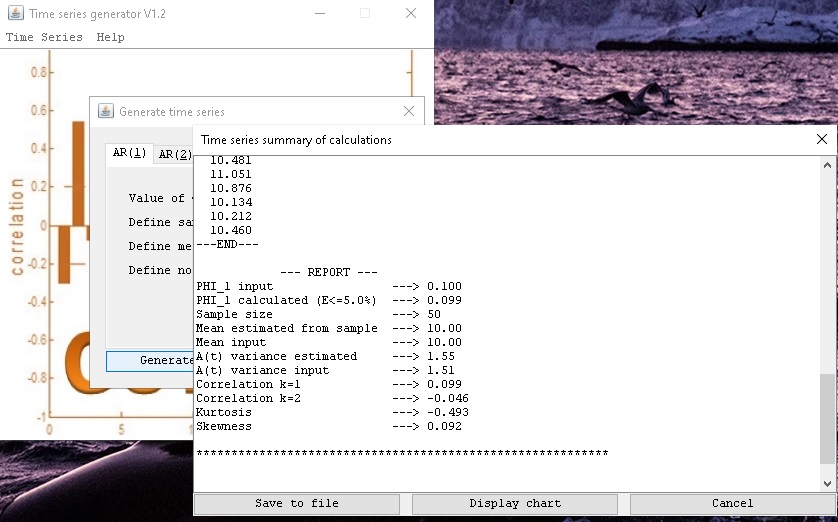 Time series generator V1.2
Time Series Help
0.8
0.6
0.4
0.2
0
-0.2
-0.4
-0.6
-0.8
-1
correlation
0
5
Generate time series
AR(1) AR(2)
Value of
Define
Define
Define
Generate
Time series summary of calculations
10.481
11.051
10.876
10.134
10.212
10.460
---END---
--- REPORT ---
PHI_1 input ---> 0.100
PHI_1 calculated (E<=5.0%) ---> 0.099
Sample size ---> 50
Mean estimated from sample ---> 10.00
Mean input ---> 10.00
A(t) variance estimated ---> 1.55
A(t) variance input ---> 1.51
Correlation k=1 ---> 0.099
Correlation k=2 ---> -0.046
Kurtosis ---> -0.493
Skewness ---> 0.092
***********************************************************
Save to file Display chart Cancel